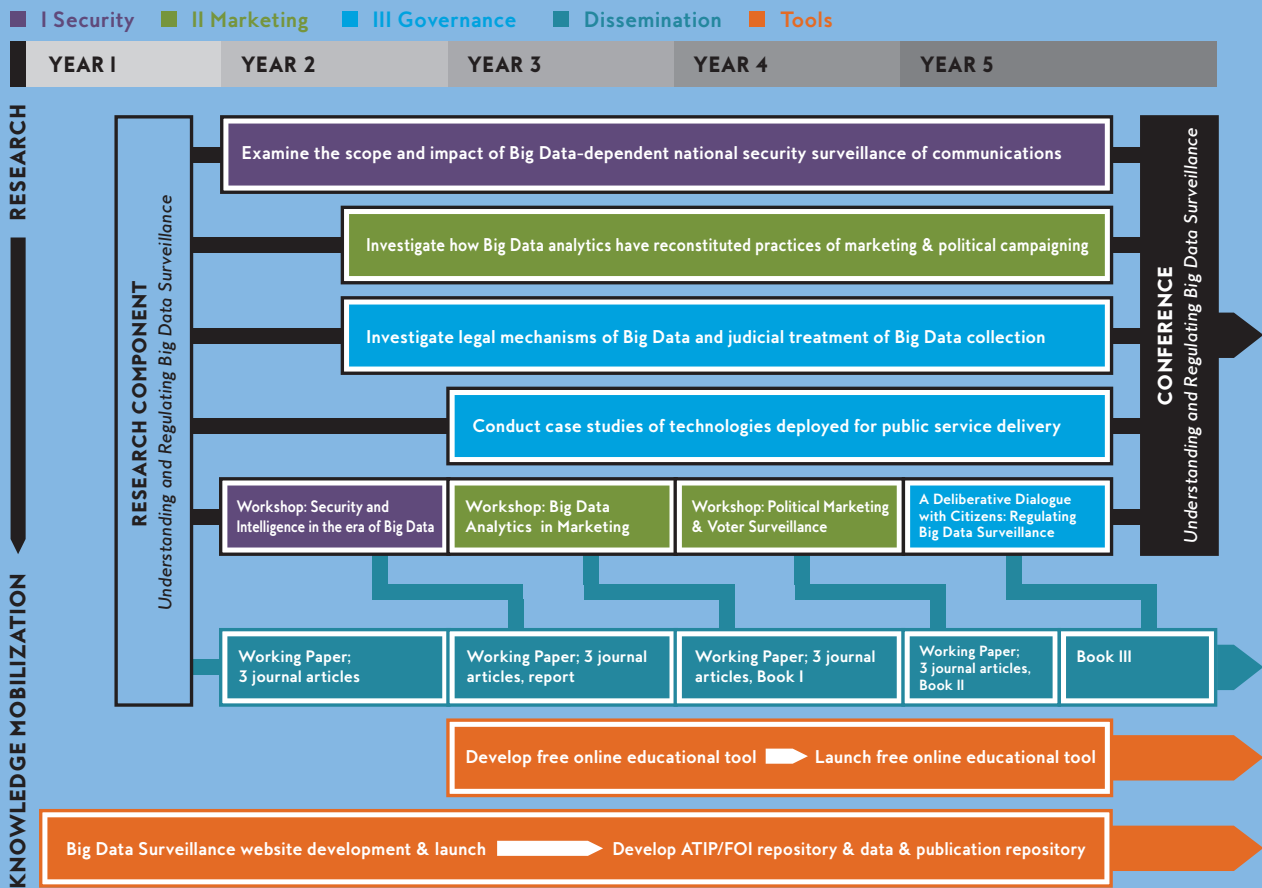 I Security II Marketing III Governance Dissemination Tools
YEAR I YEAR 2 YEAR 3 YEAR 4 YEAR 5
RESEARCH
KNOWLEDGE MOBILIZATION
RESEARCH COMPONENT
Understanding and Regulating Big Data Surveillance
Examine the scope and impact of Big Data-dependent national security surveillance of communications
Investigate how Big Data analytics have reconstituted practices of marketing & political campaigning
Investigate legal mechanisms of Big Data and judicial treatment of Big Data collection
Conduct case studies of technologies deployed for public service delivery
Workshop: Security and
Intelligence in the era of Big Data
Workshop: Big Data
Analytics in Marketing
Workshop: Political Marketing
& Voter Surveillance
A Deliberative Dialogue
with Citizens: Regulating
Big Data Surveillance
CONFERENCE
Understanding and Regulating Big Data Surveillance
Working Paper;
3 journal articles
Working Paper; 3 journal
articles, report
Working Paper; 3 journal
articles, Book I
Working Paper;
3 journal articles,
Book II
Book III
Develop free online educational tool Launch free online educational tool
Big Data Surveillance website development & launch Develop ATIP/FOI repository & data & publication repository